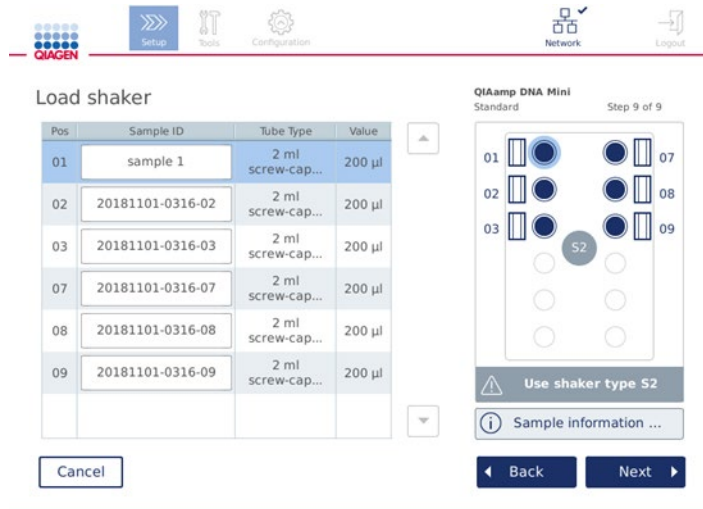 QIAGEN
Setup
Tools
Configuration
Network
Logout
Load shaker
QIAamp DNA Mini
Standard Step 9 of 9
Pos Sample ID Tube Type Value
01 sample 1 2 ml screw-cap... 200 µl
02 20181101-0316-02 2 ml screw-cap... 200 µl
03 20181101-0316-03 2 ml screw-cap... 200 µl
07 20181101-0316-07 2 ml screw-cap... 200 µl
08 20181101-0316-08 2 ml screw-cap... 200 µl
09 20181101-0316-09 2 ml screw-cap... 200 µl
01 07
02 08
03 09
S2
Use shaker type S2
Sample information ...
Cancel
Back
Next